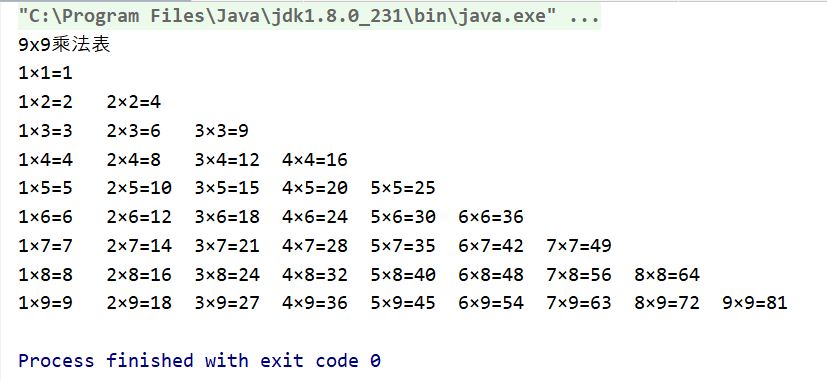 "C:\Program Files\Java\jdk1.8.0_231\bin\java.exe" ...
9x9乘法表
1×1=1
1×2=2 2×2=4
1×3=3 2×3=6 3×3=9
1×4=4 2×4=8 3×4=12 4×4=16
1×5=5 2×5=10 3×5=15 4×5=20 5×5=25
1×6=6 2×6=12 3×6=18 4×6=24 5×6=30 6×6=36
1×7=7 2×7=14 3×7=21 4×7=28 5×7=35 6×7=42 7×7=49
1×8=8 2×8=16 3×8=24 4×8=32 5×8=40 6×8=48 7×8=56 8×8=64
1×9=9 2×9=18 3×9=27 4×9=36 5×9=45 6×9=54 7×9=63 8×9=72 9×9=81
Process finished with exit code 0